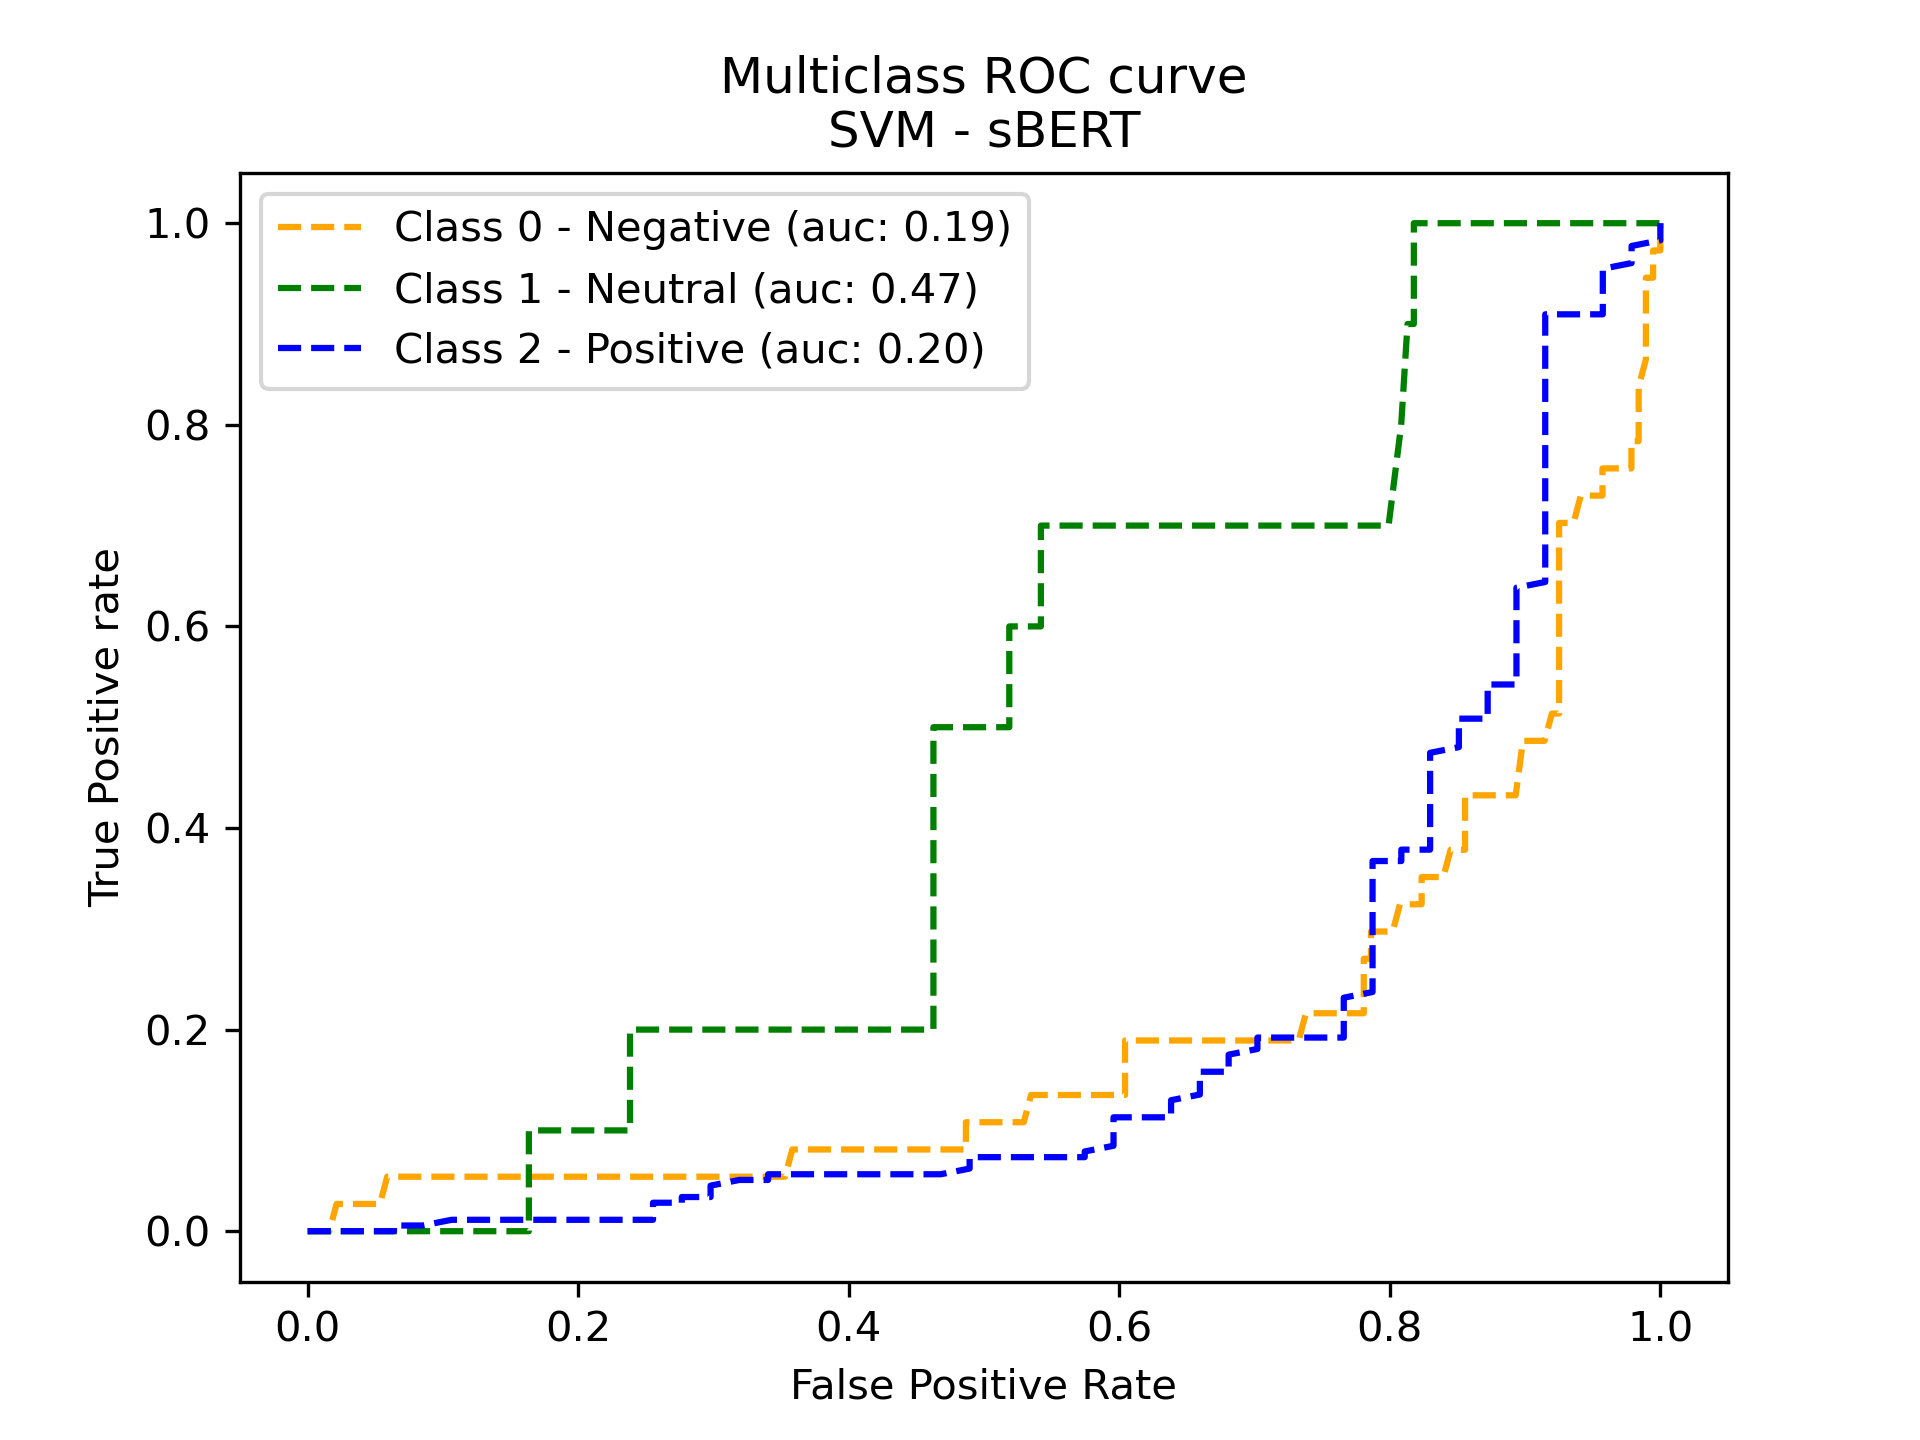 Multiclass ROC curve
SVM - sBERT
Class 0 - Negative (auc: 0.19)
Class 1 - Neutral (auc: 0.47)
Class 2 - Positive (auc: 0.20)
True Positive rate
1.0
0.8
0.6
0.4
0.2
0.0
0.0 0.2 0.4 0.6 0.8 1.0
False Positive Rate